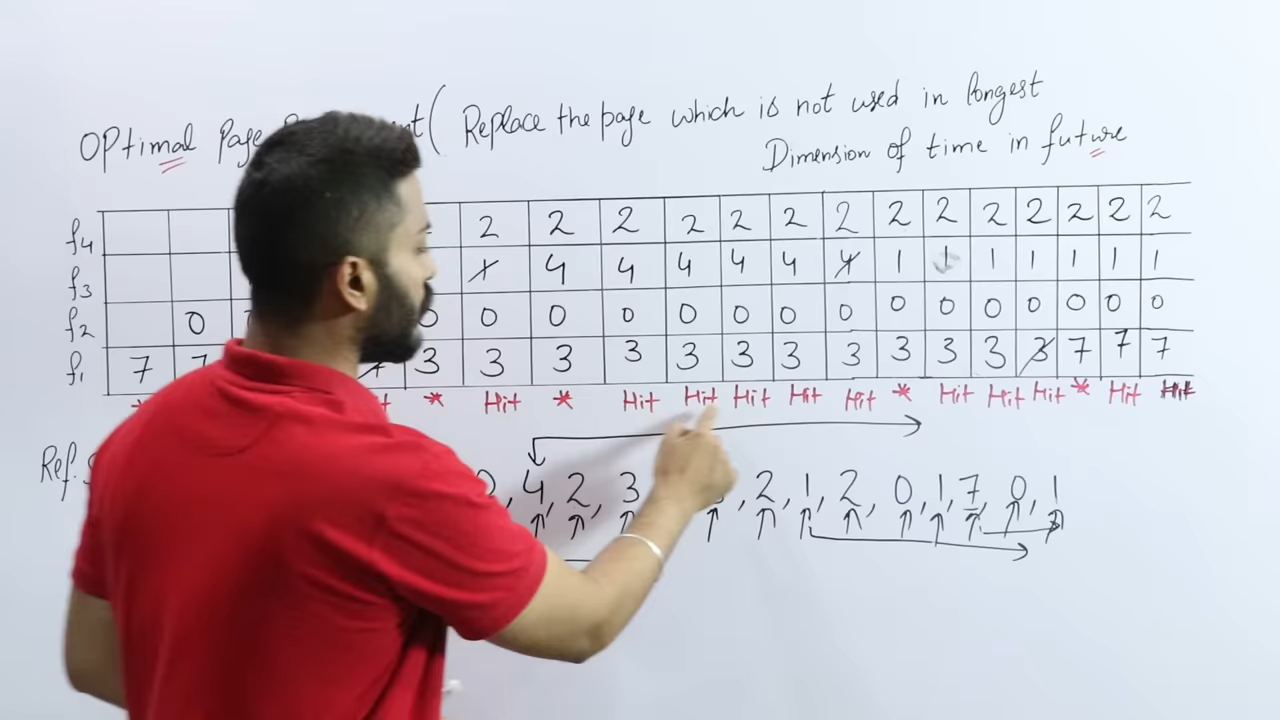 OPtimal Page ( Replace the page which is not used in longest
Dimension of time in future
f4 2 2 2 2 2 2 2 2 2 2 2 2 2 2
f3 1 4 4 4 4 4 4 1 1 1 1 1 1 1
f2 0 0 0 0 0 0 0 0 0 0 0 0 0 0 0 0
f1 7 7 3 3 3 3 3 3 3 3 3 3 3 3 7 7 7
* Hit * Hit Hit Hit Hit Hit * Hit Hit Hit * Hit Hit
Ref. , 4, 2, 3 , 2, 1, 2, 0, 1, 7, 0, 1